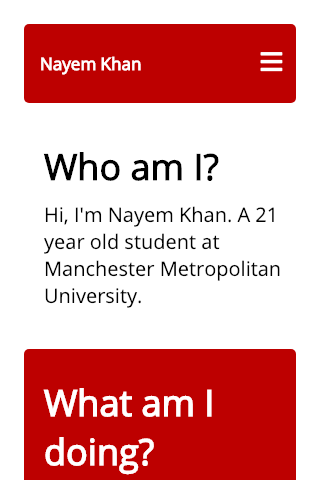 Nayem Khan
Who am I?
Hi, I'm Nayem Khan. A 21
year old student at
Manchester Metropolitan
University.
What am I
doing?